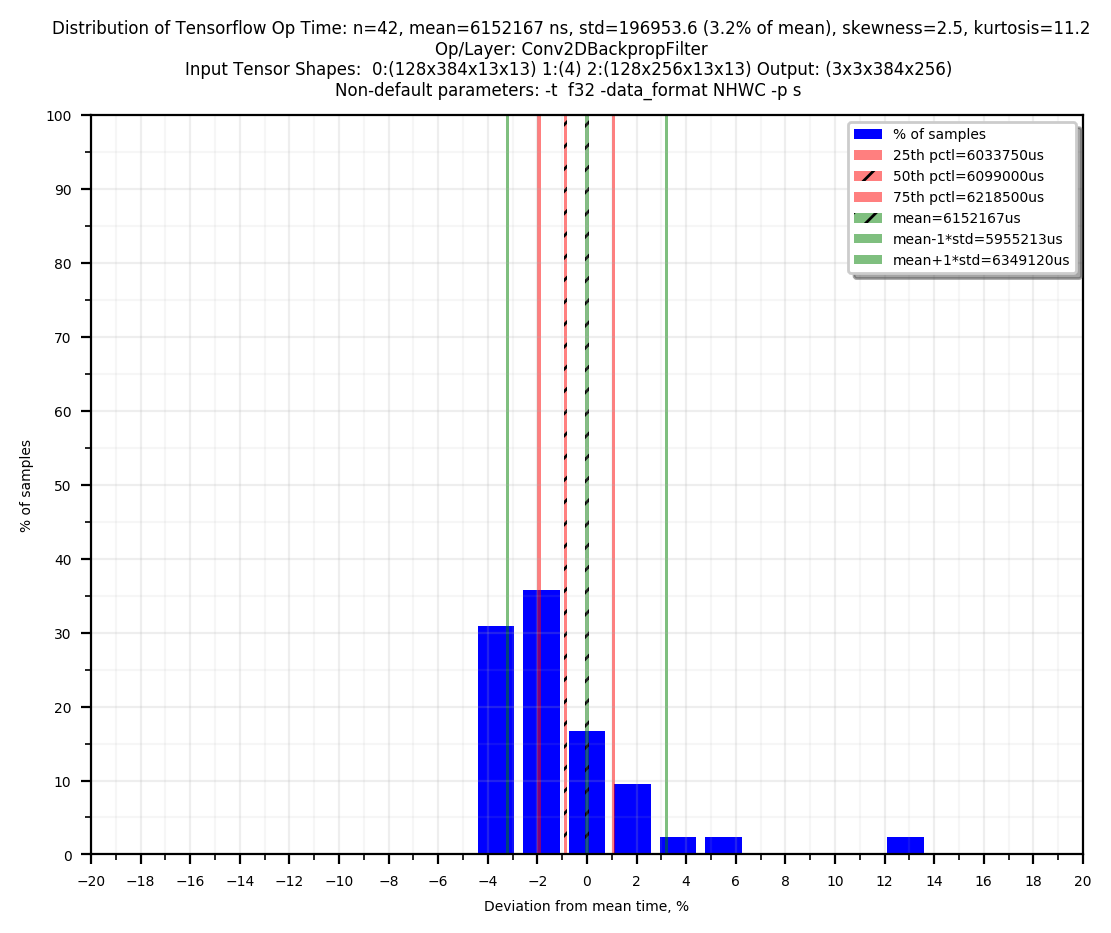 Distribution of Tensorflow Op Time: n=42, mean=6152167 ns, std=196953.6 (3.2% of mean), skewness=2.5, kurtosis=11.2
Op/Layer: Conv2DBackpropFilter
Input Tensor Shapes:  0:(128x384x13x13) 1:(4) 2:(128x256x13x13) Output: (3x3x384x256)
Non-default parameters: -t  f32 -data_format NHWC -p s
% of samples
25th pctl=6033750us
50th pctl=6099000us
75th pctl=6218500us
mean=6152167us
mean-1*std=5955213us
mean+1*std=6349120us
100
90
80
70
60
50
40
30
20
10
0
% of samples
−20 −18 −16 −14 −12 −10 −8 −6 −4 −2 0 2 4 6 8 10 12 14 16 18 20
Deviation from mean time, %